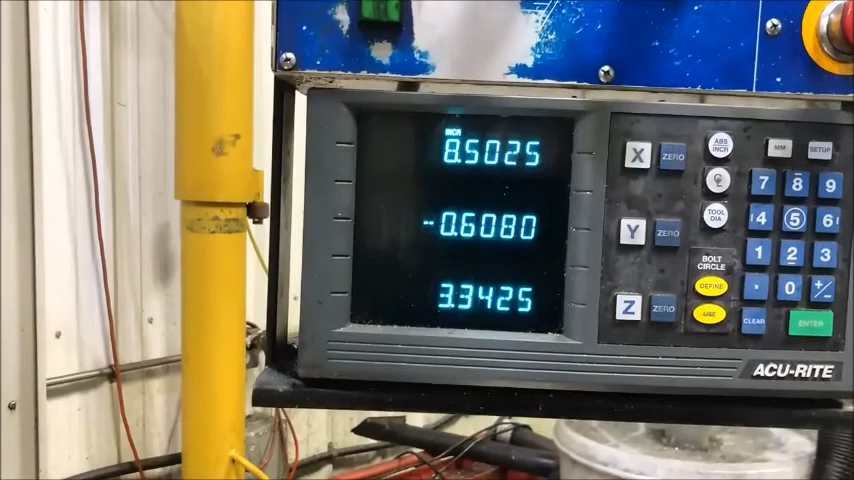 INCR
8.5025
-0.6080
3.3425
X ZERO ABS INCR MM SETUP
7 8 9
Y ZERO TOOL DIA 4 5 6
BOLT CIRCLE 1 2 3
DEFINE . 0 +/-
Z ZERO USE CLEAR ENTER
ACU-RITE